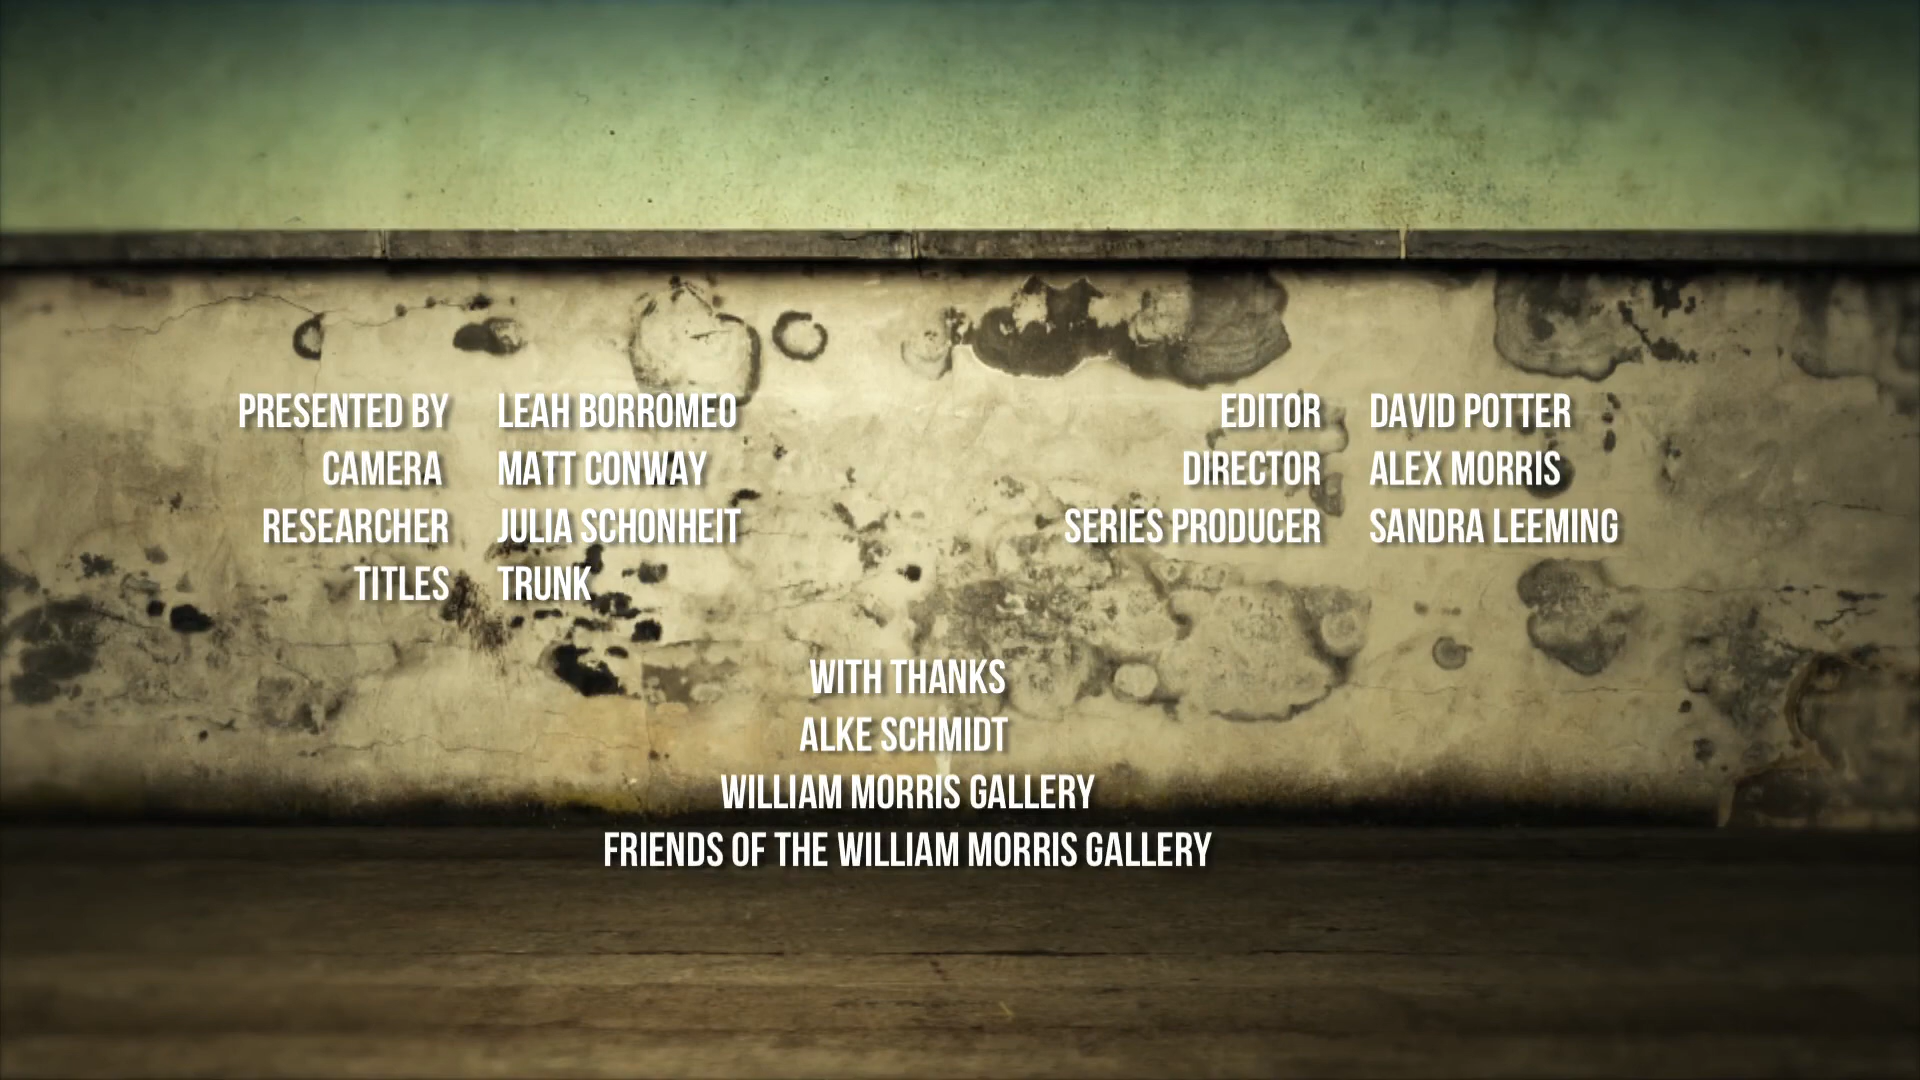 PRESENTED BY LEAH BORROMEO
CAMERA MATT CONWAY
RESEARCHER JULIA SCHONHEIT
TITLES TRUNK
EDITOR DAVID POTTER
DIRECTOR ALEX MORRIS
SERIES PRODUCER SANDRA LEEMING
WITH THANKS
ALKE SCHMIDT
WILLIAM MORRIS GALLERY
FRIENDS OF THE WILLIAM MORRIS GALLERY